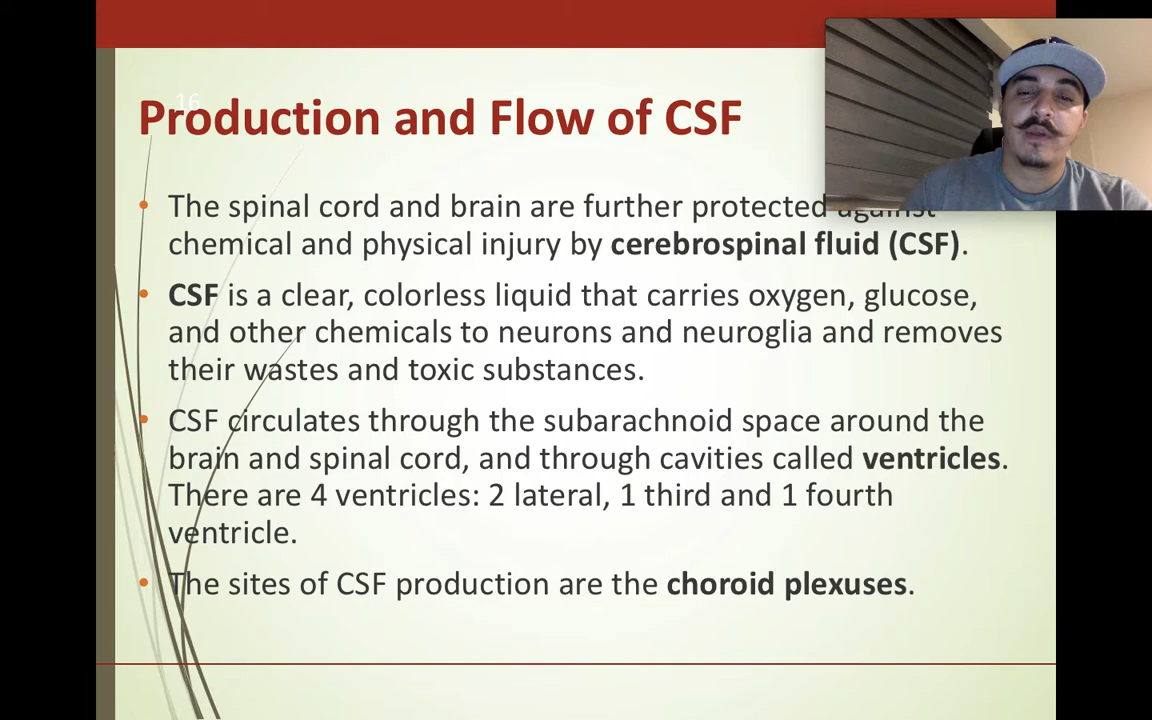 16
Production and Flow of CSF
• The spinal cord and brain are further protected against
chemical and physical injury by cerebrospinal fluid (CSF).
• CSF is a clear, colorless liquid that carries oxygen, glucose,
and other chemicals to neurons and neuroglia and removes
their wastes and toxic substances.
• CSF circulates through the subarachnoid space around the
brain and spinal cord, and through cavities called ventricles.
There are 4 ventricles: 2 lateral, 1 third and 1 fourth
ventricle.
• The sites of CSF production are the choroid plexuses.